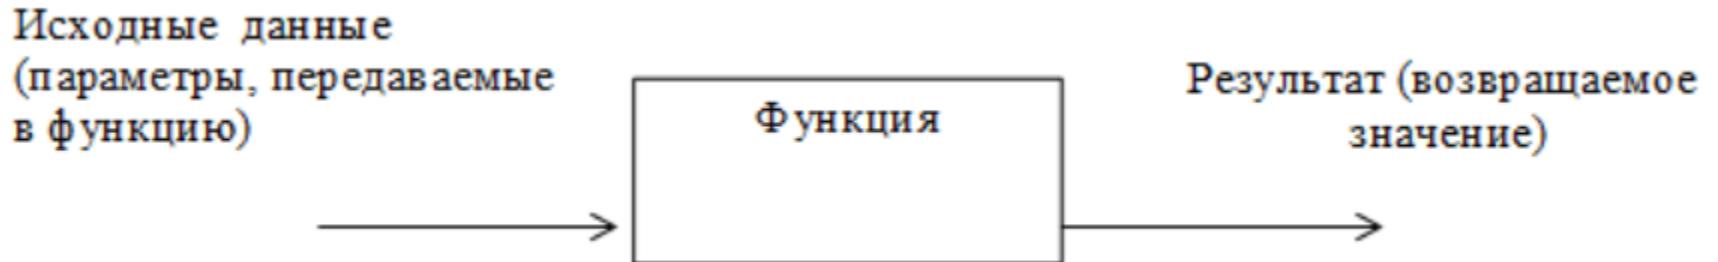 Исходные данные
(параметры, передаваемые
в функцию)
Функция
Результат (возвращаемое
значение)